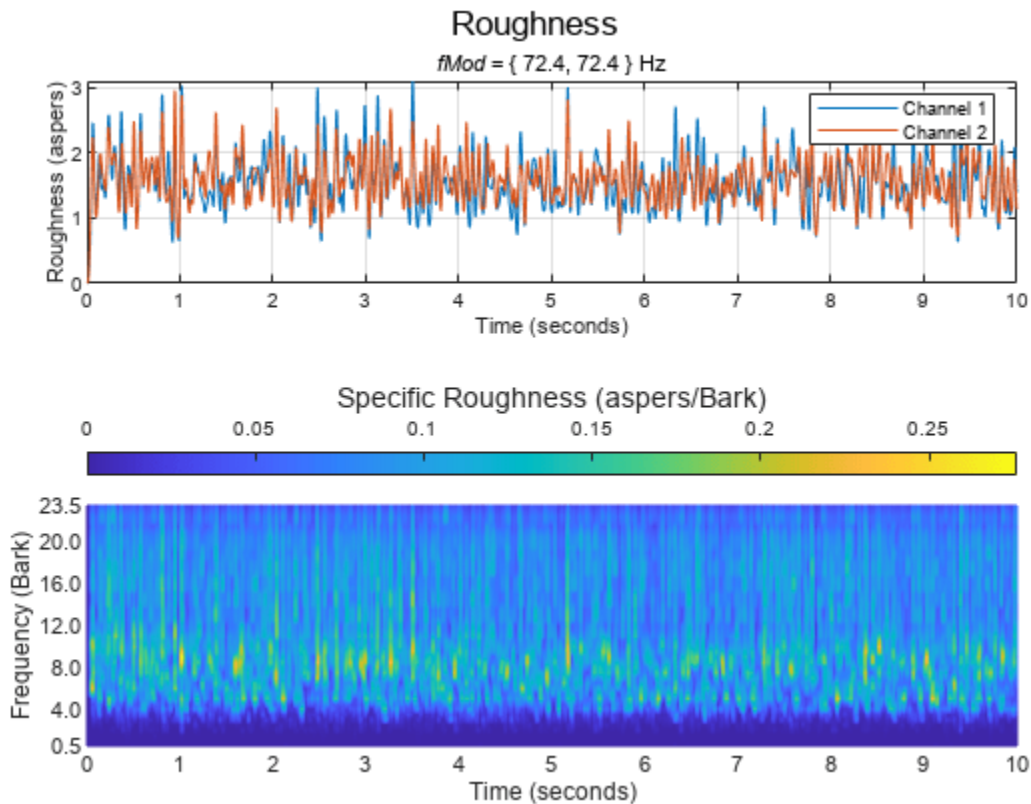 Roughness
fMod = { 72.4, 72.4 } Hz
Roughness (aspers)
3
2
1
0
Channel 1
Channel 2
0 1 2 3 4 5 6 7 8 9 10
Time (seconds)
Specific Roughness (aspers/Bark)
0 0.05 0.1 0.15 0.2 0.25
Frequency (Bark)
23.5
20.0
16.0
12.0
8.0
4.0
0.5
0 1 2 3 4 5 6 7 8 9 10
Time (seconds)